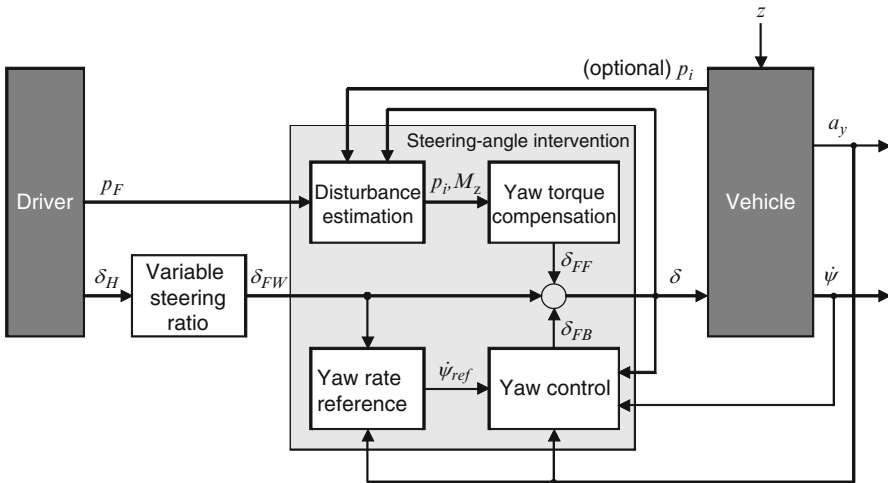 z
(optional) p_i
Steering-angle intervention
a_y
Driver
p_F
Disturbance
estimation
p_i, M_z
Yaw torque
compensation
Vehicle
δ_H
Variable
steering
ratio
δ_FW
δ_FF
δ
ψ̇
δ_FB
Yaw rate
reference
ψ̇_ref
Yaw control